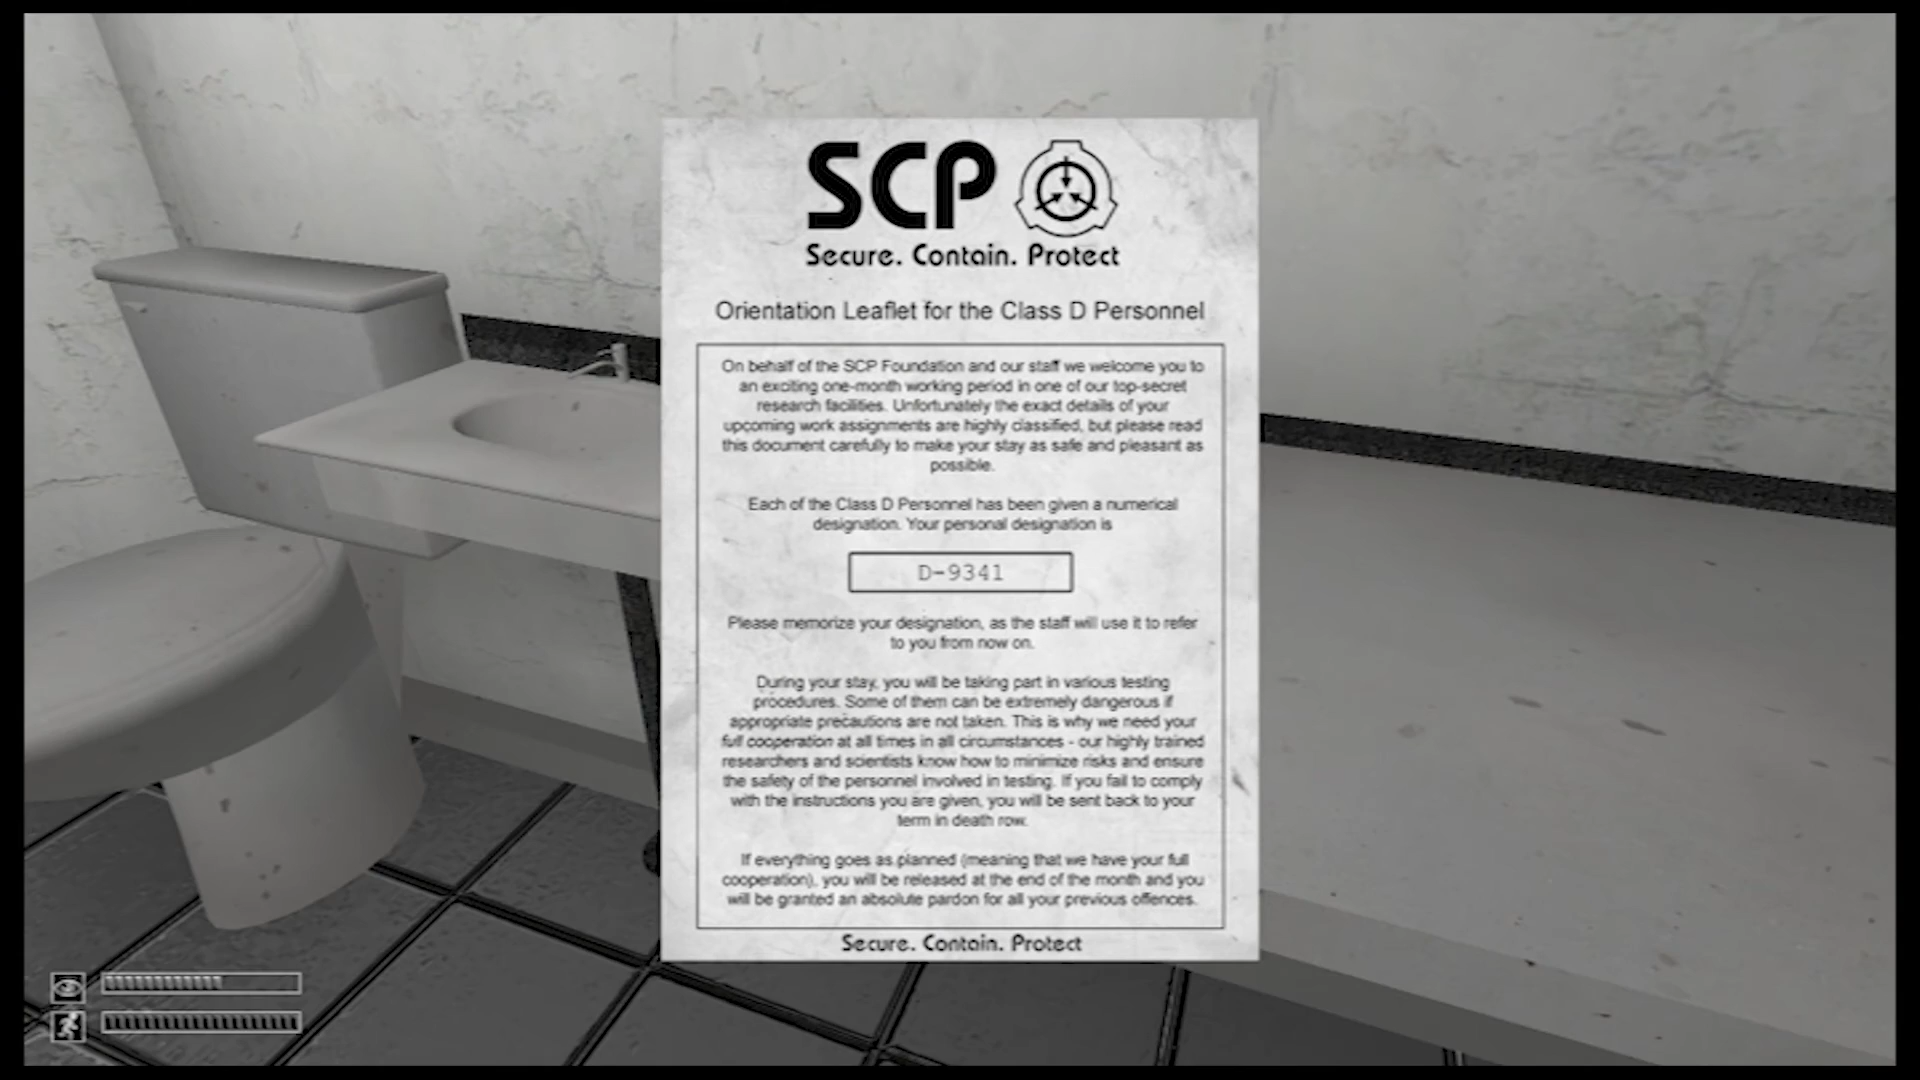 SCP
Secure. Contain. Protect
Orientation Leaflet for the Class D Personnel
On behalf of the SCP Foundation and our staff we welcome you to
an exciting one-month working period in one of our top-secret
research facilities. Unfortunately the exact details of your
upcoming work assignments are highly classified, but please read
this document carefully to make your stay as safe and pleasant as
possible.
Each of the Class D Personnel has been given a numerical
designation. Your personal designation is
D-9341
Please memorize your designation, as the staff will use it to refer
to you from now on.
During your stay, you will be taking part in various testing
procedures. Some of them can be extremely dangerous if
appropriate precautions are not taken. This is why we need your
full cooperation at all times in all circumstances - our highly trained
researchers and scientists know how to minimize risks and ensure
the safety of the personnel involved in testing. If you fail to comply
with the instructions you are given, you will be sent back to your
term in death row.
If everything goes as planned (meaning that we have your full
cooperation), you will be released at the end of the month and you
will be granted an absolute pardon for all your previous offences.
Secure. Contain. Protect